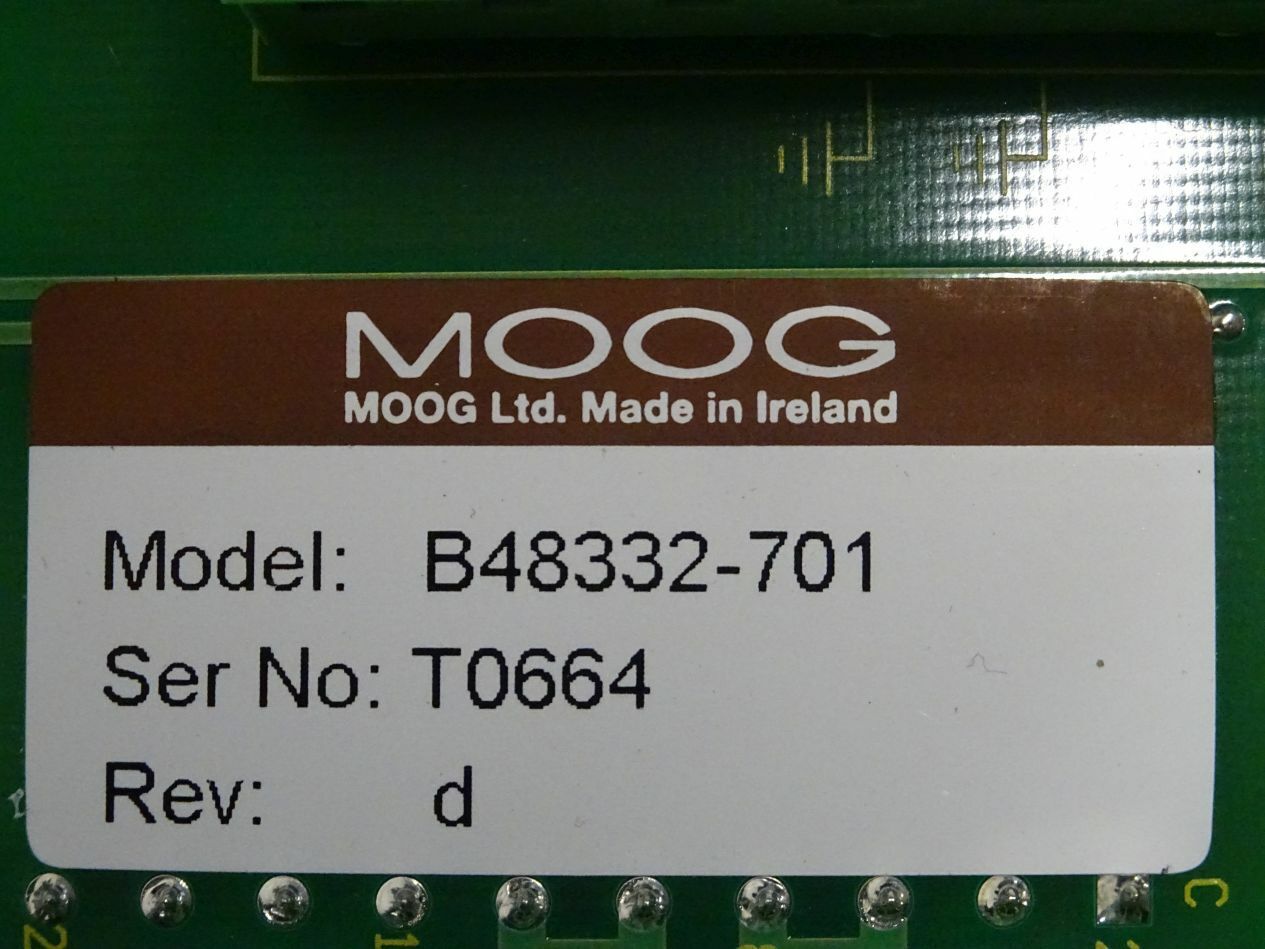 MOOG
MOOG Ltd. Made in Ireland
Model: B48332-701
Ser No: T0664
Rev: d
C